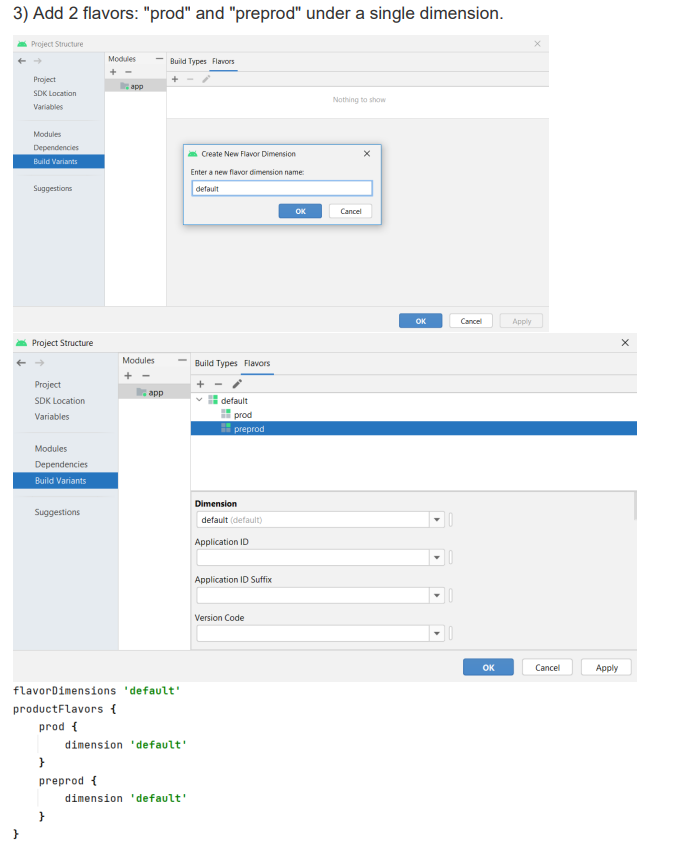 3) Add 2 flavors: "prod" and "preprod" under a single dimension.
Project Structure
Modules
Build Types Flavors
Project
SDK Location
Variables
Modules
Dependencies
Build Variants
Suggestions
app
Nothing to show
Create New Flavor Dimension
Enter a new flavor dimension name:
default
OK Cancel
OK Cancel Apply
Project Structure
Modules
Build Types Flavors
Project
SDK Location
Variables
Modules
Dependencies
Build Variants
Suggestions
app
default
prod
preprod
Dimension
default (default)
Application ID
Application ID Suffix
Version Code
OK Cancel Apply
flavorDimensions 'default'
productFlavors {
prod {
dimension 'default'
}
preprod {
dimension 'default'
}
}